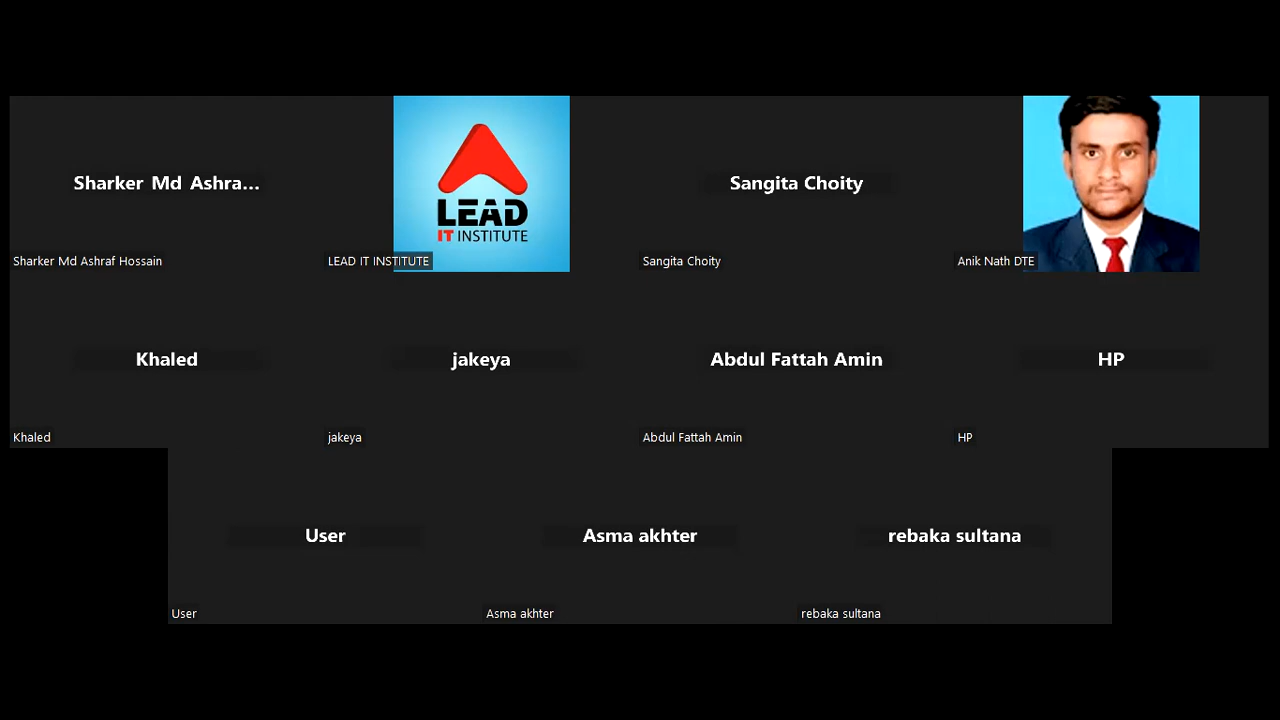 Sharker Md Ashra...
Sharker Md Ashraf Hossain
LEAD
IT INSTITUTE
LEAD IT INSTITUTE
Sangita Choity
Sangita Choity
Anik Nath DTE
Khaled
Khaled
jakeya
jakeya
Abdul Fattah Amin
Abdul Fattah Amin
HP
HP
User
User
Asma akhter
Asma akhter
rebaka sultana
rebaka sultana